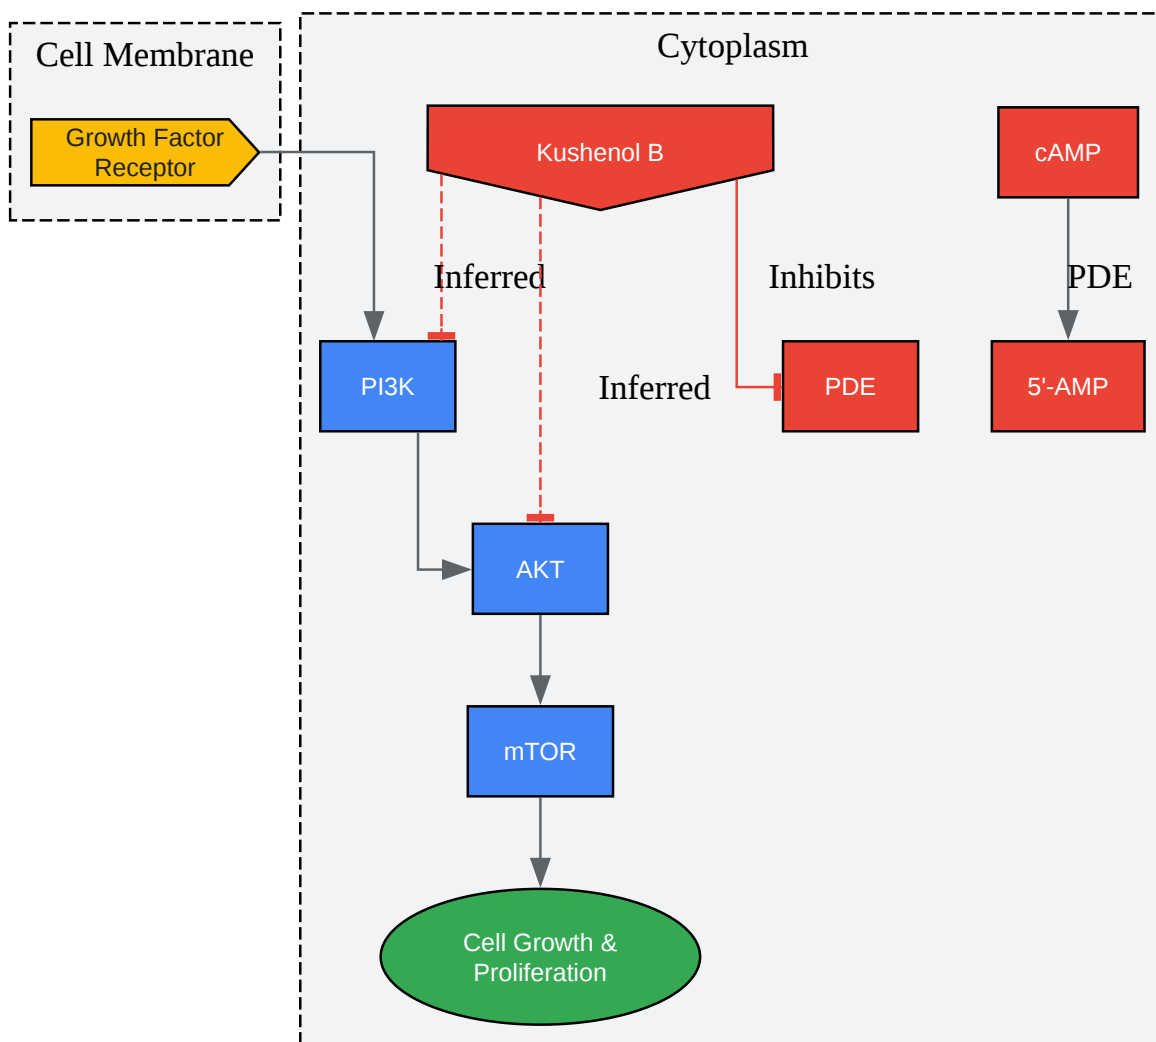 Cell Membrane
Cytoplasm
Growth Factor
Receptor
Kushenol B
cAMP
Inferred
Inhibits
PDE
PI3K
Inferred
PDE
5'-AMP
AKT
mTOR
Cell Growth &
Proliferation